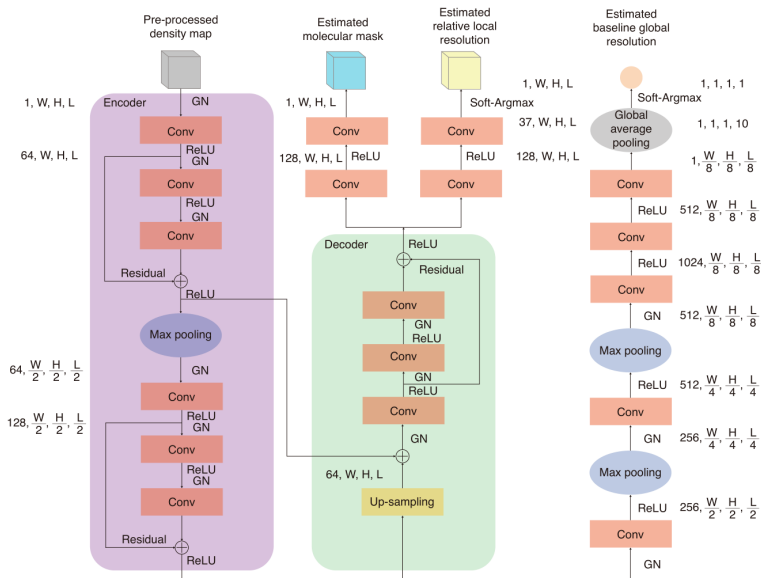 Pre-processed
density map
1, W, H, L
Encoder
GN
Conv
64, W, H, L
ReLU
GN
Conv
ReLU
GN
Conv
Residual
ReLU
Max pooling
64, W/2, H/2, L/2
GN
Conv
128, W/2, H/2, L/2
ReLU
GN
Conv
ReLU
GN
Conv
Residual
ReLU
Estimated
molecular mask
1, W, H, L
Conv
128, W, H, L
ReLU
Conv
Estimated
relative local
resolution
1, W, H, L
Soft-Argmax
37, W, H, L
Conv
ReLU
128, W, H, L
Conv
Decoder
ReLU
Residual
Conv
GN
ReLU
Conv
GN
ReLU
Conv
GN
64, W, H, L
Up-sampling
Estimated
baseline global
resolution
1, 1, 1, 1
Soft-Argmax
Global
average
pooling
1, 1, 1, 10
1, W/8, H/8, L/8
Conv
ReLU
512, W/8, H/8, L/8
Conv
ReLU
1024, W/8, H/8, L/8
Conv
GN
512, W/8, H/8, L/8
Max pooling
ReLU
512, W/4, H/4, L/4
Conv
GN
256, W/4, H/4, L/4
Max pooling
ReLU
256, W/2, H/2, L/2
Conv
GN